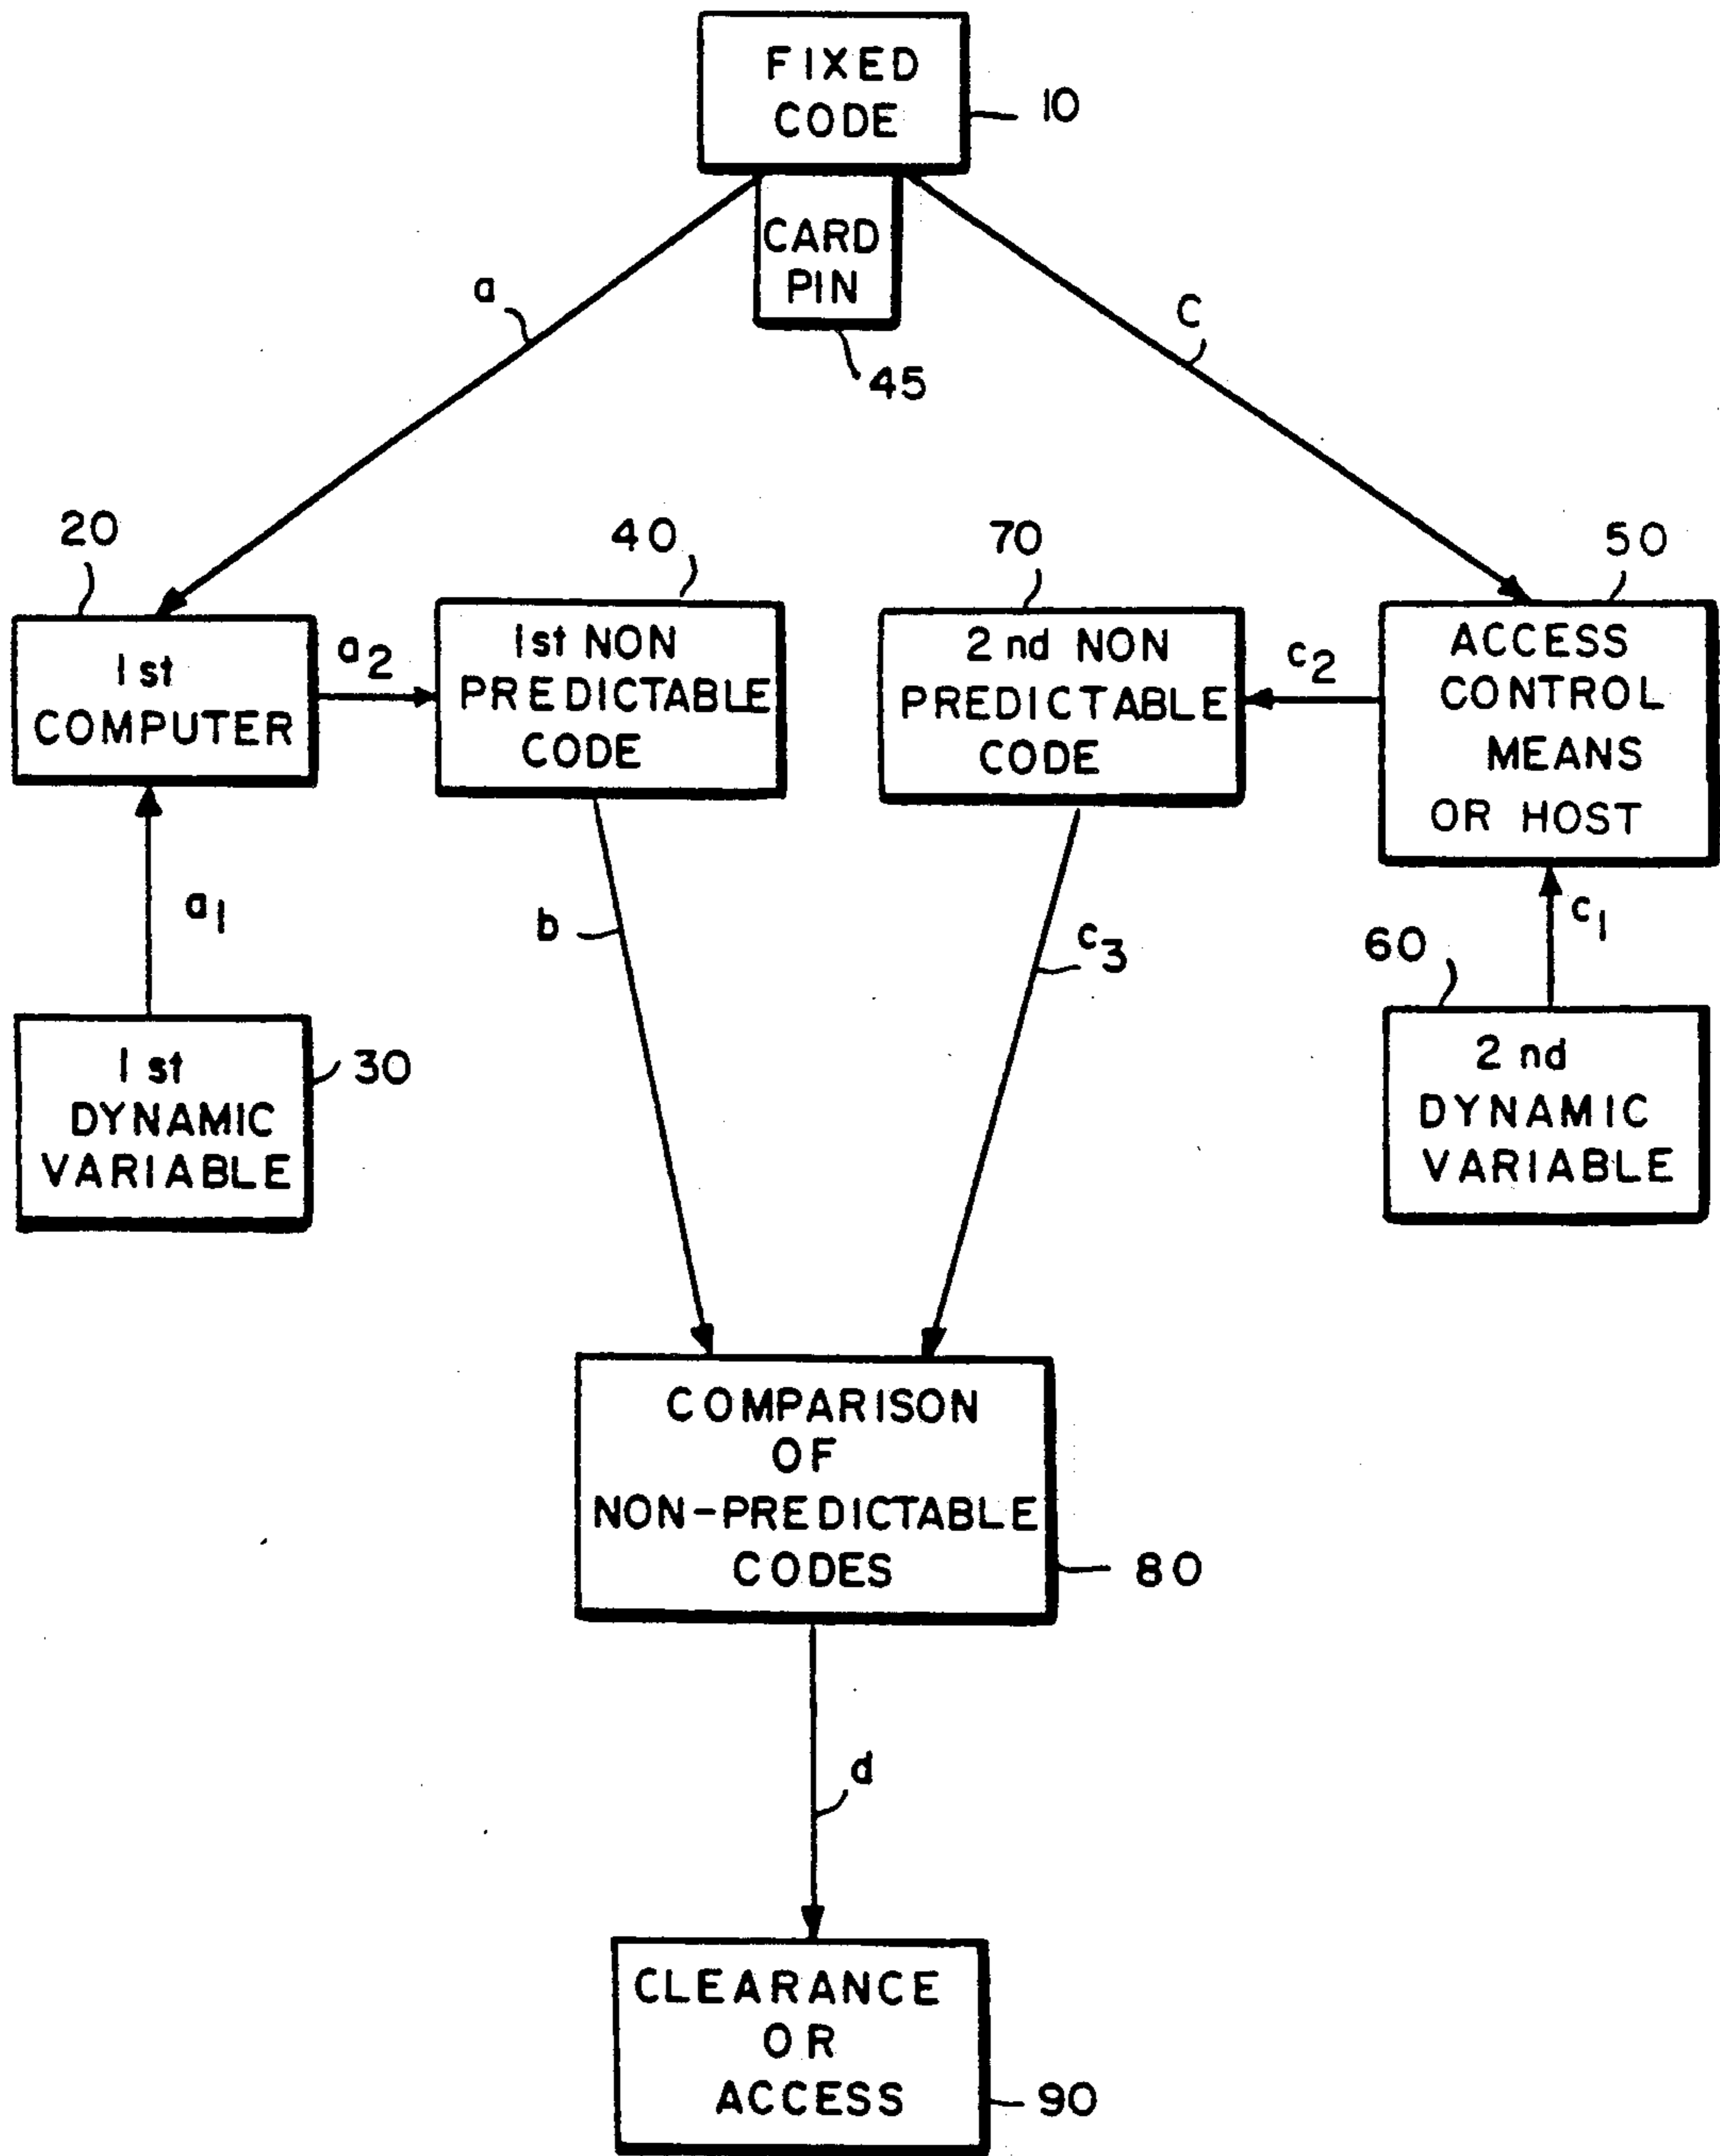 FIXED
CODE
10
CARD
PIN
45
a
C
20
40
70
50
1st
COMPUTER
a2
1st NON
PREDICTABLE
CODE
2nd NON
PREDICTABLE
CODE
c2
ACCESS
CONTROL
MEANS
OR HOST
a1
b
c3
c1
60
1st
DYNAMIC
VARIABLE
30
2nd
DYNAMIC
VARIABLE
COMPARISON
OF
NON-PREDICTABLE
CODES
80
d
CLEARANCE
OR
ACCESS
90